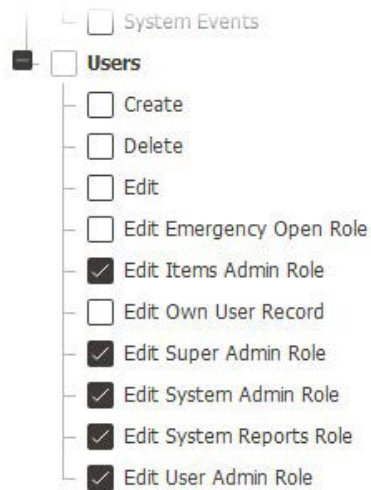 System Events
Users
Create
Delete
Edit
Edit Emergency Open Role
Edit Items Admin Role
Edit Own User Record
Edit Super Admin Role
Edit System Admin Role
Edit System Reports Role
Edit User Admin Role